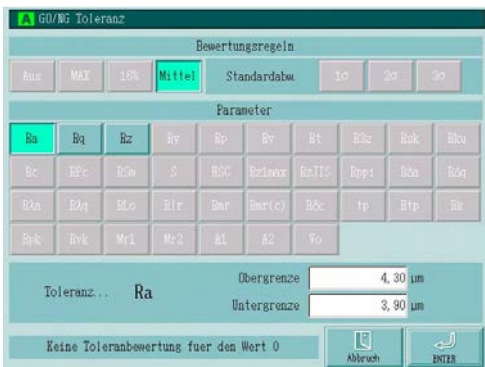 A GO/NG Toleranz
Bewertungsregeln
Aus MAX 16% Mittel Standardabw. 1σ 2σ 3σ
Parameter
Ra Rq Rz Ry Rp Rv Rt R3z Rsk Rku
Rc RPc RSm S HSC Rzlmax RzJIS Rppi RΔa RΔq
Rλa Rλq RLo Rlr Rmr Rmr(c) Rδc tp Htp Rk
Rpk Rvk Mr1 Mr2 A1 A2 Vo
Toleranz... Ra
Obergrenze 4,30 µm
Untergrenze 3,90 µm
Keine Toleranbewertung fuer den Wert 0
Abbruch ENTER